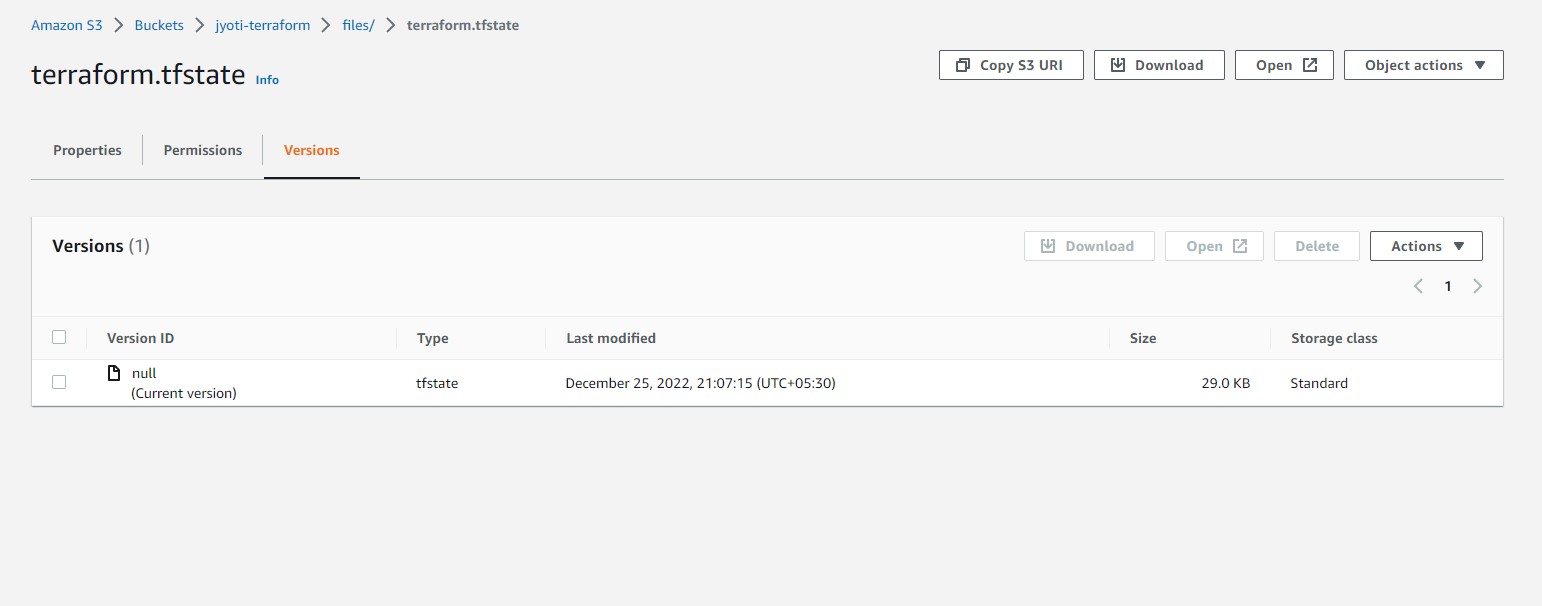 Amazon S3 > Buckets > jyoti-terraform > files/ > terraform.tfstate
terraform.tfstate Info
Copy S3 URI Download Open Object actions
Properties Permissions Versions
Versions (1)
Download Open Delete Actions
1
Version ID Type Last modified Size Storage class
null tfstate December 25, 2022, 21:07:15 (UTC+05:30) 29.0 KB Standard
(Current version)